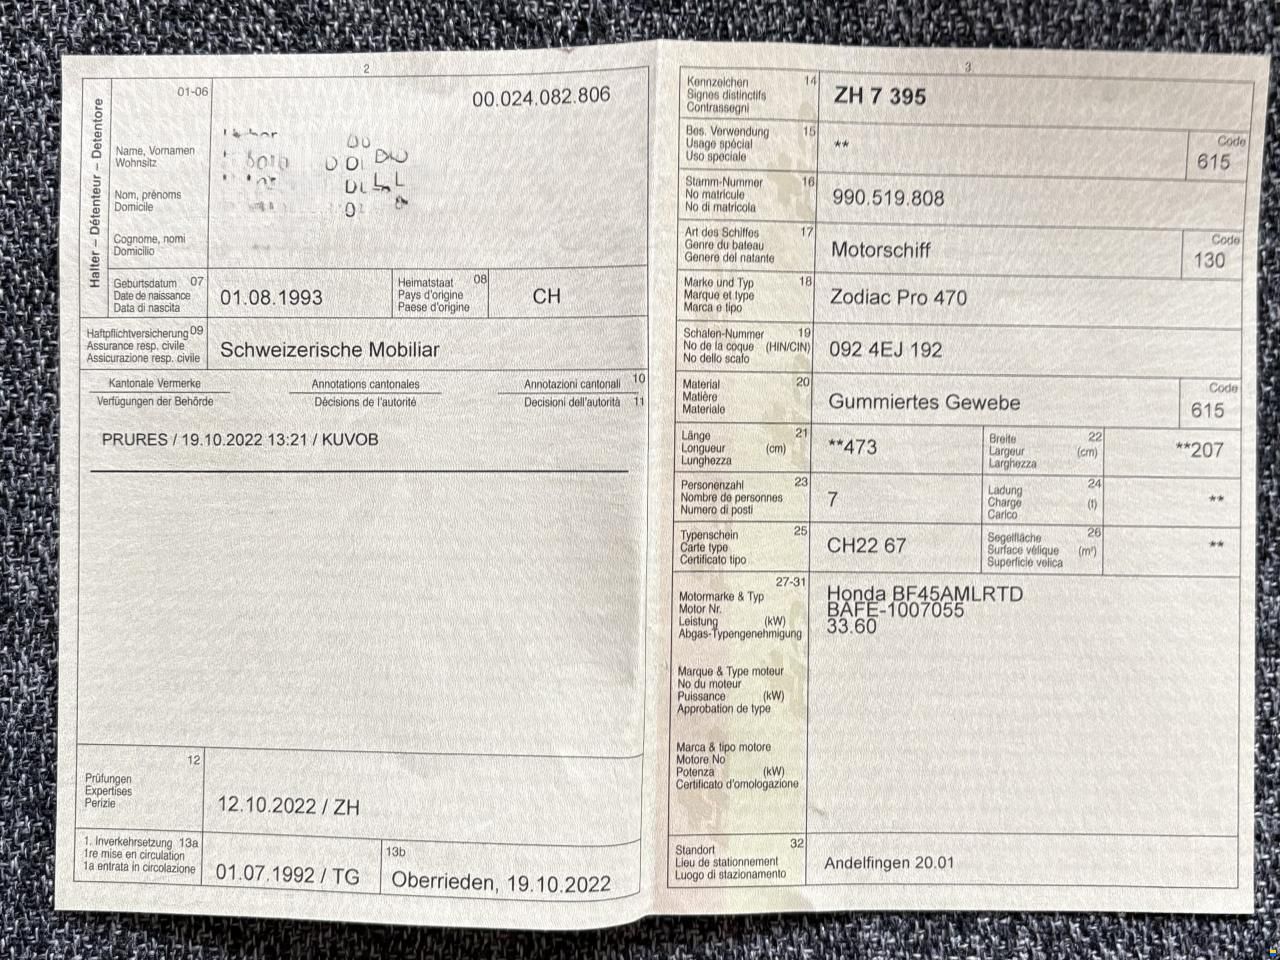 2
01-06
00.024.082.806
Halter – Détenteur – Detentore
Name, Vornamen
Wohnsitz
Nom, prénoms
Domicile
Cognome, nomi
Domicilio
Geburtsdatum 07
Date de naissance
Data di nascita
01.08.1993
Heimatstaat 08
Pays d'origine
Paese d'origine
CH
Haftpflichtversicherung 09
Assurance resp. civile
Assicurazione resp. civile
Schweizerische Mobiliar
Kantonale Vermerke Annotations cantonales Annotazioni cantonali 10
Verfügungen der Behörde Décisions de l'autorité Decisioni dell'autorità 11
PRURES / 19.10.2022 13:21 / KUVOB
12
Prüfungen
Expertises
Perizie
12.10.2022 / ZH
1. Inverkehrsetzung 13a
1re mise en circulation
1a entrata in circolazione
01.07.1992 / TG
13b
Oberrieden, 19.10.2022
3
Kennzeichen 14
Signes distinctifs
Contrassegni
ZH 7 395
Bes. Verwendung 15
Usage spécial
Uso speciale
**
Code
615
Stamm-Nummer 16
No matricule
No di matricola
990.519.808
Art des Schiffes 17
Genre du bateau
Genere del natante
Motorschiff
Code
130
Marke und Typ 18
Marque et type
Marca e tipo
Zodiac Pro 470
Schalen-Nummer 19
No de la coque (HIN/CIN)
No dello scafo
092 4EJ 192
Material 20
Matière
Materiale
Gummiertes Gewebe
Code
615
Länge 21
Longueur (cm)
Lunghezza
**473
Breite 22
Largeur (cm)
Larghezza
**207
Personenzahl 23
Nombre de personnes
Numero di posti
7
Ladung 24
Charge (t)
Carico
**
Typenschein 25
Carte type
Certificato tipo
CH22 67
Segelfläche 26
Surface vélique (m²)
Superficie velica
**
27-31
Motormarke & Typ
Motor Nr.
Leistung (kW)
Abgas-Typengenehmigung
Honda BF45AMLRTD
BAFE-1007055
33.60
Marque & Type moteur
No du moteur
Puissance (kW)
Approbation de type
Marca & tipo motore
Motore No
Potenza (kW)
Certificato d'omologazione
Standort 32
Lieu de stationnement
Luogo di stazionamento
Andelfingen 20.01